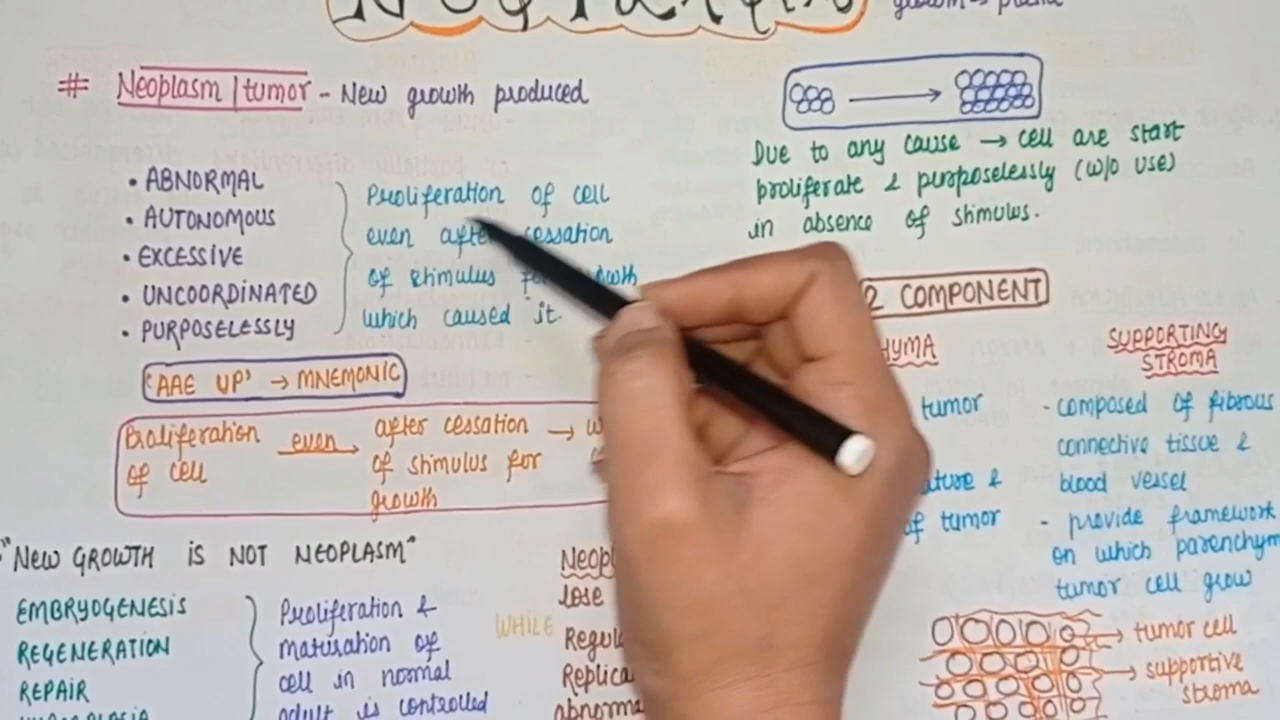 # Neoplasm / tumor - New growth produced
• ABNORMAL
• AUTONOMOUS
• EXCESSIVE
• UNCOORDINATED
• PURPOSELESSLY
Proliferation of cell
even after cessation
of stimulus growth
which caused it.
'AAE UP' → MNEMONIC
Proliferation of cell even → after cessation of stimulus for growth →
"NEW GROWTH IS NOT NEOPLASM"
EMBRYOGENESIS
REGENERATION
REPAIR
Proliferation &
maturation of
cell in normal
adult is controlled
WHILE
lose
Due to any cause → cell are start
proliferate & purposelessly (w/o USE)
in absence of stimulus.
2 COMPONENT
tumor
&
of tumor
SUPPORTING
STROMA
- composed of fibrous
connective tissue &
blood vessel
- provide framework
on which parenchym
tumor cell grow
→ tumor cell
→ supportive
stroma